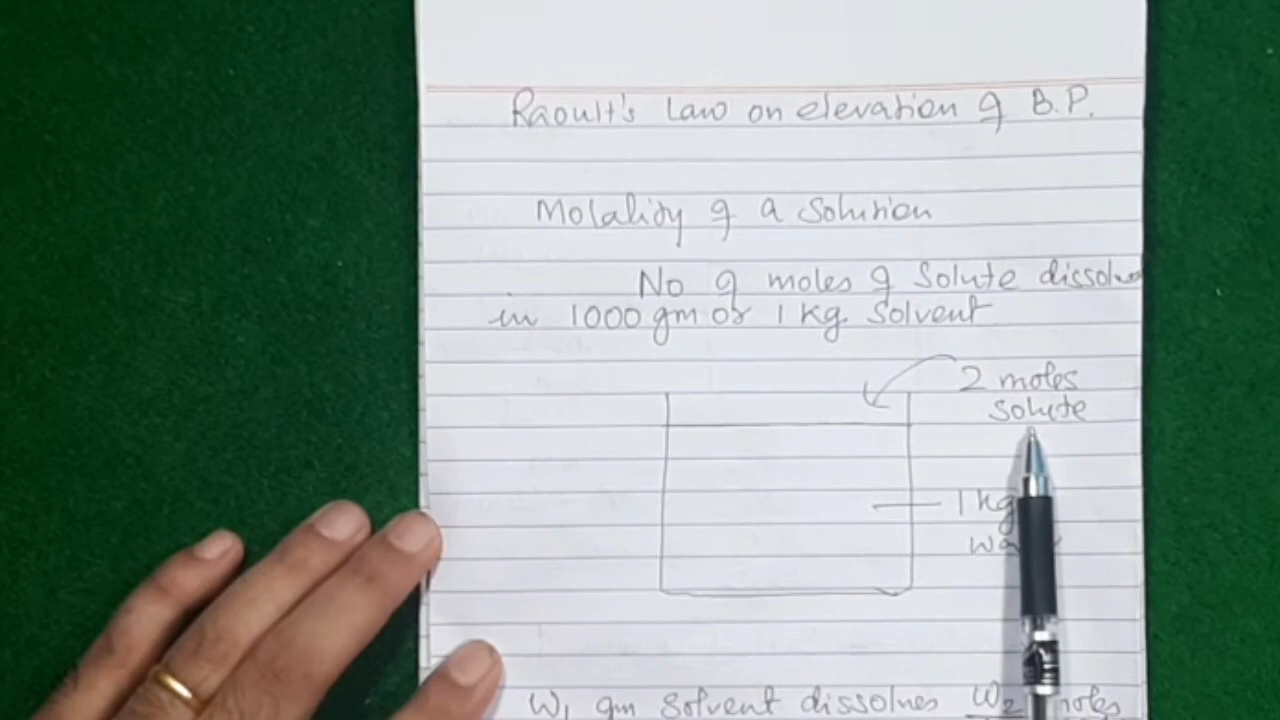 Raoult's Law on elevation of B.P.
Molality of a Solution
No of moles of Solute dissolve
in 1000 gm or 1 Kg. Solvent
2 moles
Solute
1 kg
W₁ gm solvent dissolves W₂ moles